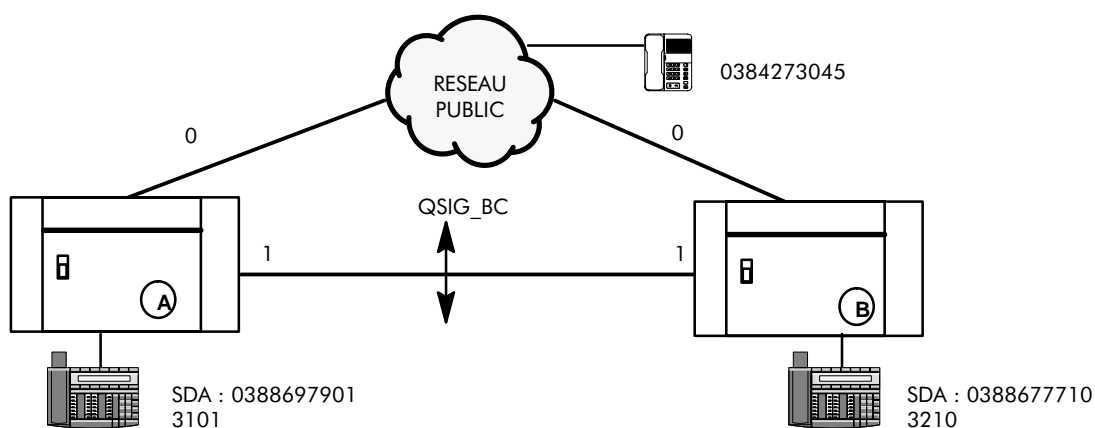 RESEAU
PUBLIC
0384273045
0
0
QSIG_BC
1
1
A
B
SDA : 0388697901
3101
SDA : 0388677710
3210